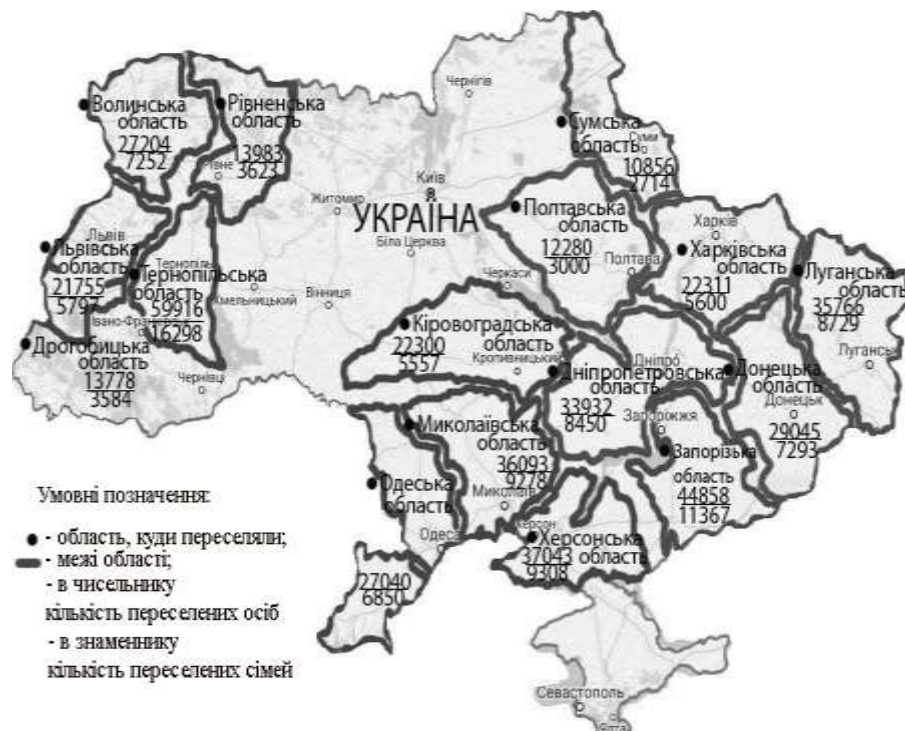 Чернігів
Волинська
область
27204
7252
Рівненська
область
13983
Рівне
3623
Сумська
Суми
область
10856
2714
Київ
Житомир
УКРАЇНА
Біла Церква
Полтавська
область
12280
3000
Полтава
Харків
Харківська
область
22311
5600
Луганська
область
35766
8729
Львів
Львівська
область
21755
5797
Тернопіль
Тернопільська
область
59916
16298
Хмельницький
Вінниця
Черкаси
Івано-Франківськ
Дрогобицька
область
13778
3584
Чернівці
Кіровоградська
область
22300
5557
Кропивницький
Дніпро
Дніпропетровська
область
33932
8450
Запоріжжя
Донецька
область
Донецьк
29045
7293
Луганськ
Миколаївська
область
36093
9278
Миколаїв
Запорізька
область
44858
11367
Одеська
область
Одеса
27040
6850
Херсон
Херсонська
область
37043
9308
Севастополь
Ялта
Умовні позначення:
- область, куди переселяли;
- межі області;
- в чисельнику
кількість переселених осіб
- в знаменнику
кількість переселених сімей